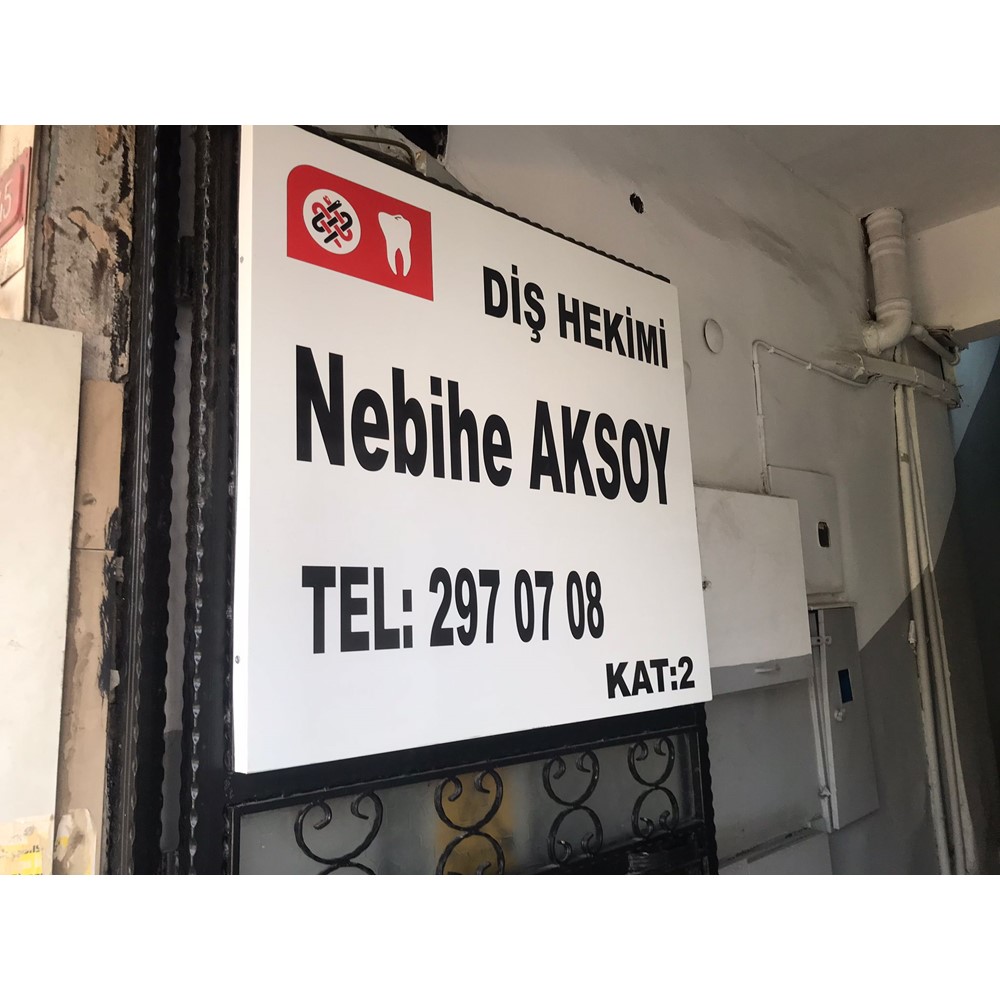 DİŞ HEKİMİ
Nebihe AKSOY
TEL: 297 07 08
KAT:2